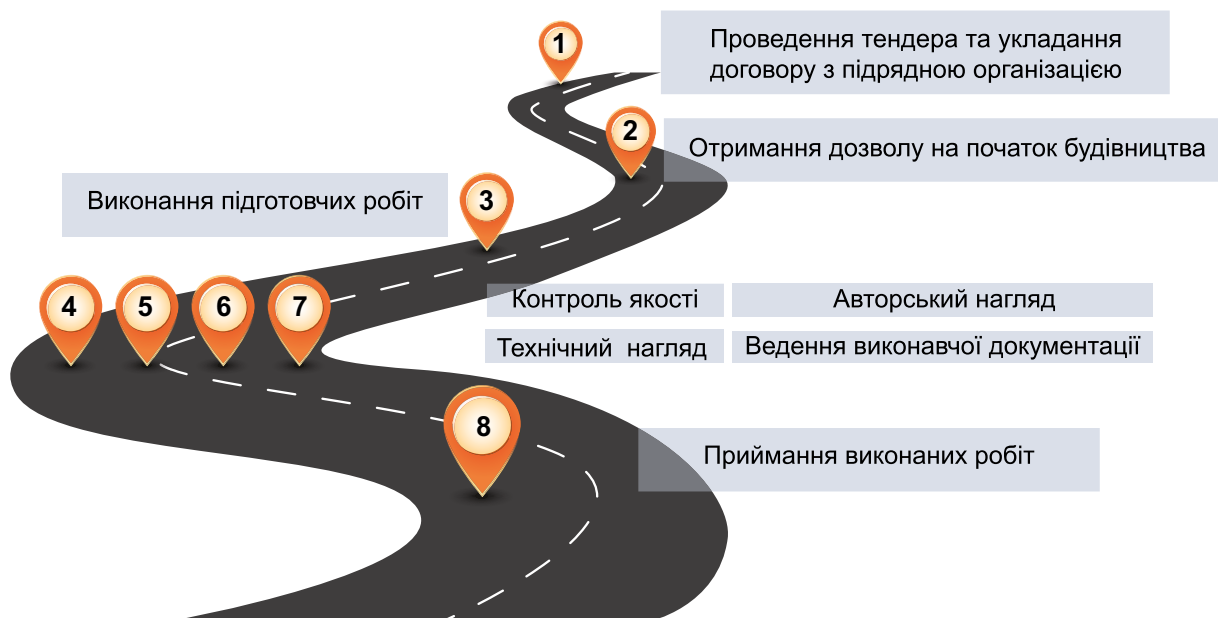 1
Проведення тендера та укладання
договору з підрядною організацією
2
Отримання дозволу на початок будівництва
Виконання підготовчих робіт
3
4
5
6
7
Контроль якості
Авторський нагляд
Технічний нагляд
Ведення виконавчої документації
8
Приймання виконаних робіт